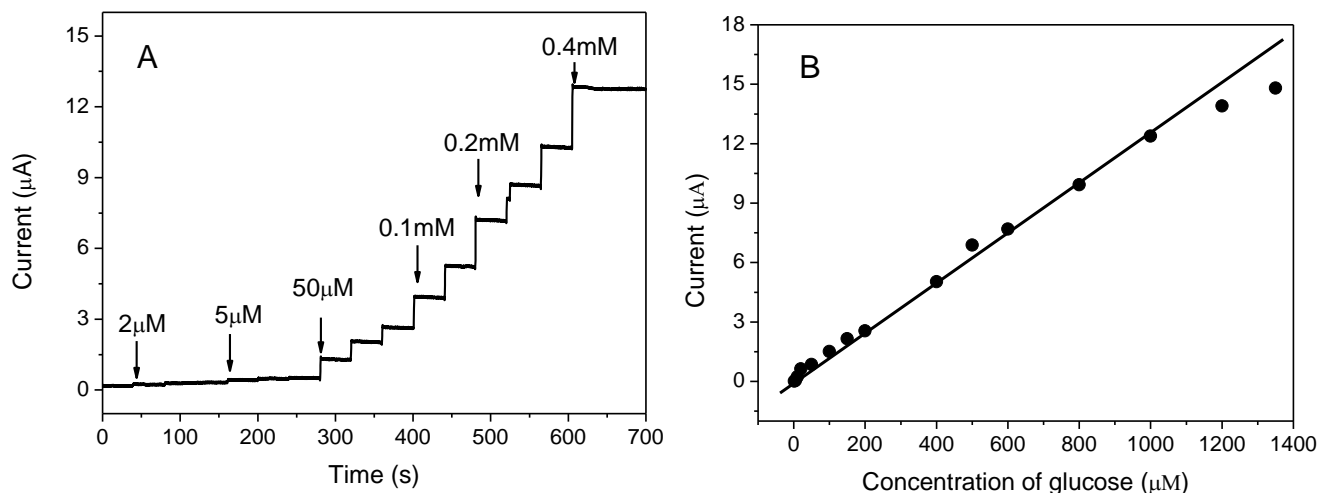 A
15
12
9
6
3
0
Current (μA)
2μM
5μM
50μM
0.1mM
0.2mM
0.4mM
0 100 200 300 400 500 600 700
Time (s)
B
18
15
12
9
6
3
0
Current (μA)
0 200 400 600 800 1000 1200 1400
Concentration of glucose (μM)